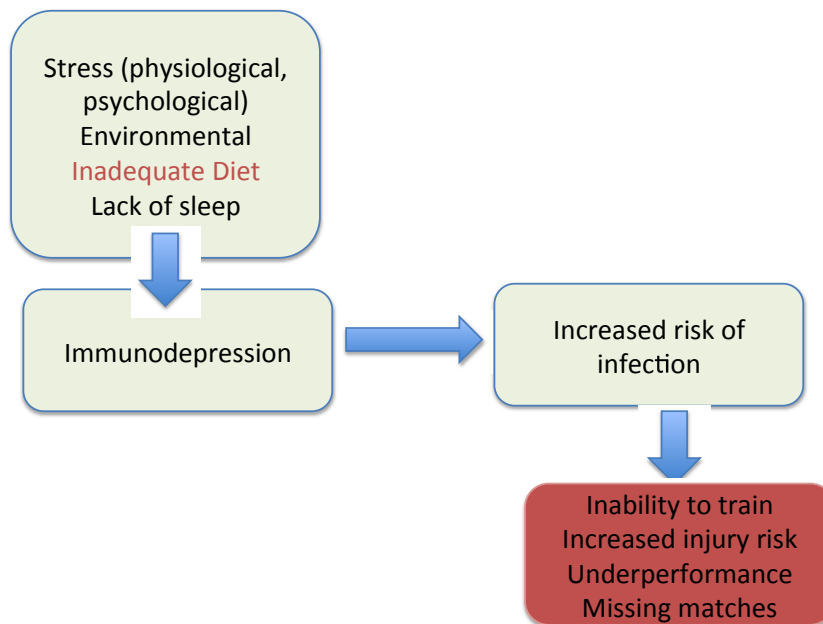 Stress (physiological,
psychological)
Environmental
Inadequate Diet
Lack of sleep
Immunodepression
Increased risk of
infection
Inability to train
Increased injury risk
Underperformance
Missing matches